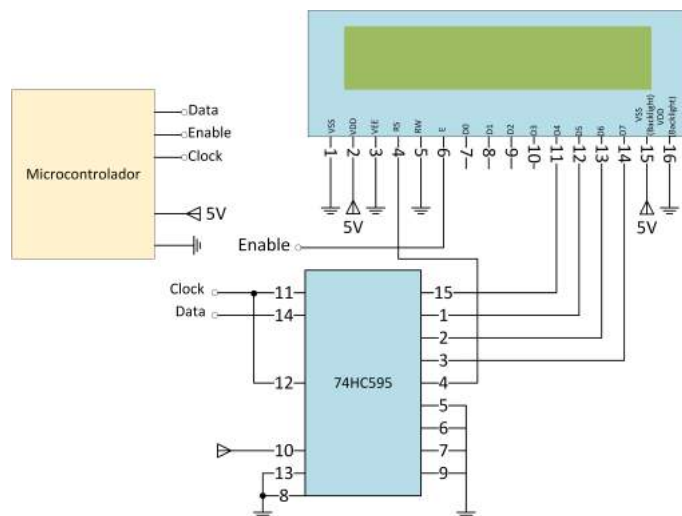 Microcontrolador
Data
Enable
Clock
5V
VSS
VDD
VEE
RS
RW
E
D0
D1
D2
D3
D4
D5
D6
D7
VSS
(Backlight)
VDD
(Backlight)
1
2
3
4
5
6
7
8
9
10
11
12
13
14
15
16
5V
5V
Enable
Clock
Data
74HC595
11
14
12
10
13
8
15
1
2
3
4
5
6
7
9